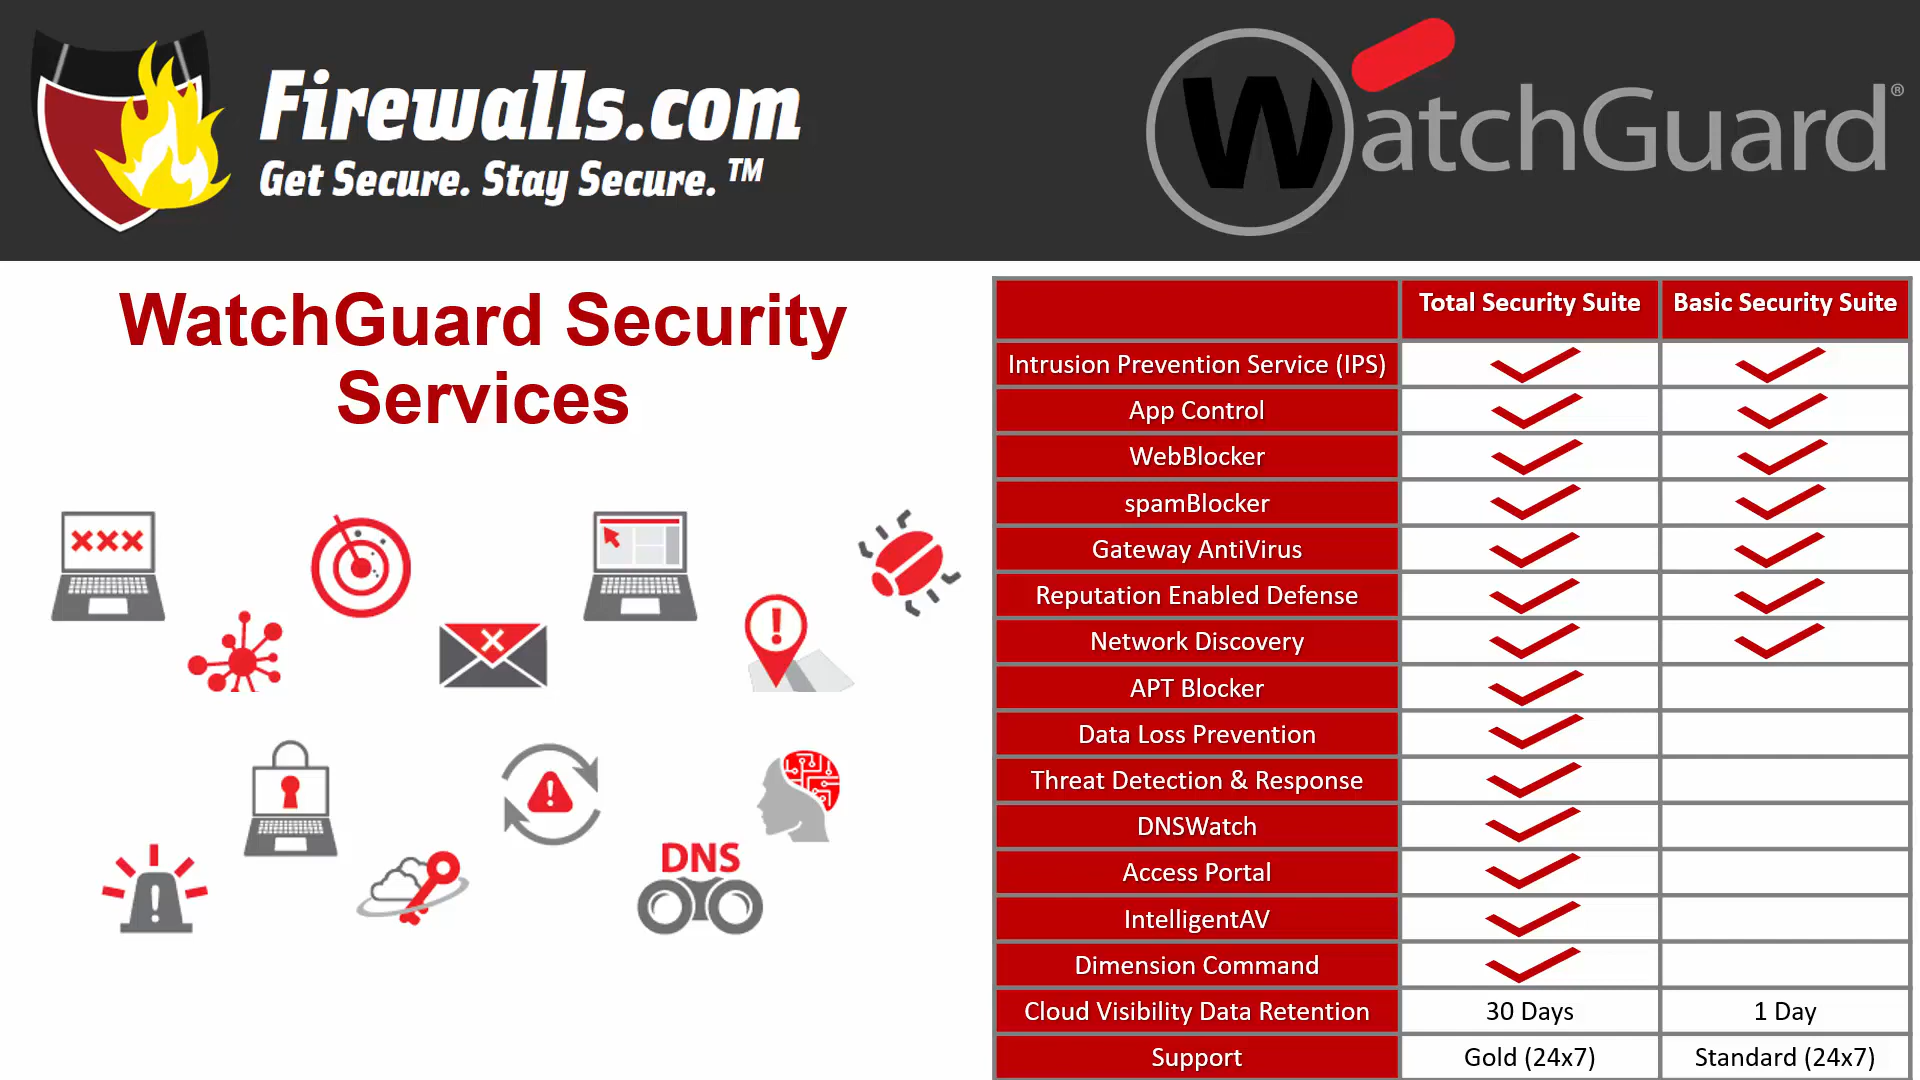 Firewalls.com
Get Secure. Stay Secure.™
WatchGuard®
WatchGuard Security
Services
XXX
DNS
Total Security Suite Basic Security Suite
Intrusion Prevention Service (IPS)
App Control
WebBlocker
spamBlocker
Gateway AntiVirus
Reputation Enabled Defense
Network Discovery
APT Blocker
Data Loss Prevention
Threat Detection & Response
DNSWatch
Access Portal
IntelligentAV
Dimension Command
Cloud Visibility Data Retention 30 Days 1 Day
Support Gold (24x7) Standard (24x7)